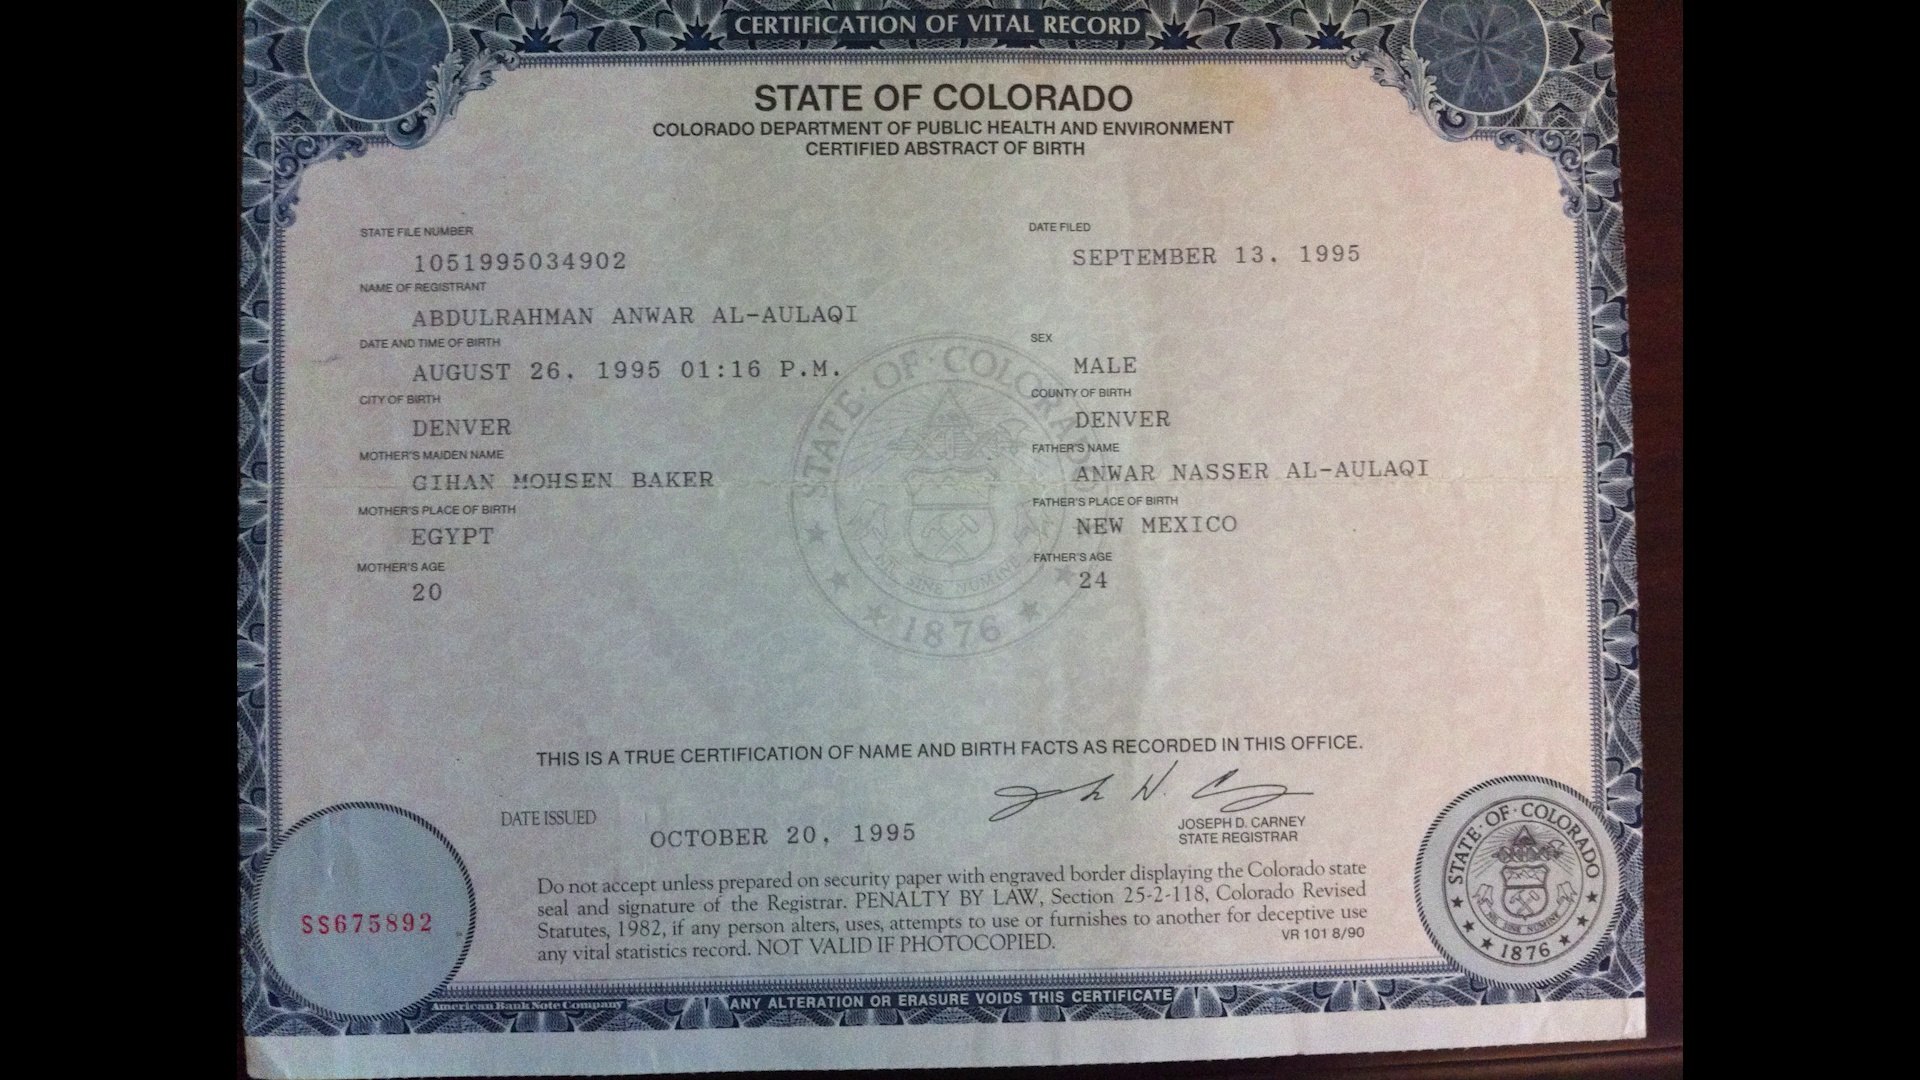 CERTIFICATION OF VITAL RECORD
STATE OF COLORADO
COLORADO DEPARTMENT OF PUBLIC HEALTH AND ENVIRONMENT
CERTIFIED ABSTRACT OF BIRTH
STATE FILE NUMBER
1051995034902
DATE FILED
SEPTEMBER 13, 1995
NAME OF REGISTRANT
ABDULRAHMAN ANWAR AL-AULAQI
DATE AND TIME OF BIRTH
AUGUST 26, 1995 01:16 P.M.
SEX
MALE
CITY OF BIRTH
DENVER
COUNTY OF BIRTH
DENVER
MOTHER'S MAIDEN NAME
GIHAN MOHSEN BAKER
FATHER'S NAME
ANWAR NASSER AL-AULAQI
MOTHER'S PLACE OF BIRTH
EGYPT
FATHER'S PLACE OF BIRTH
NEW MEXICO
MOTHER'S AGE
20
FATHER'S AGE
24
STATE OF COLORADO
NIL SINE NUMINE
1876
THIS IS A TRUE CERTIFICATION OF NAME AND BIRTH FACTS AS RECORDED IN THIS OFFICE.
DATE ISSUED
OCTOBER 20, 1995
JOSEPH D. CARNEY
STATE REGISTRAR
Do not accept unless prepared on security paper with engraved border displaying the Colorado state
seal and signature of the Registrar. PENALTY BY LAW, Section 25-2-118, Colorado Revised
Statutes, 1982, if any person alters, uses, attempts to use or furnishes to another for deceptive use
any vital statistics record. NOT VALID IF PHOTOCOPIED.
VR 101 8/90
SS675892
STATE OF COLORADO
NIL SINE NUMINE
1876
American Bank Note Company
ANY ALTERATION OR ERASURE VOIDS THIS CERTIFICATE